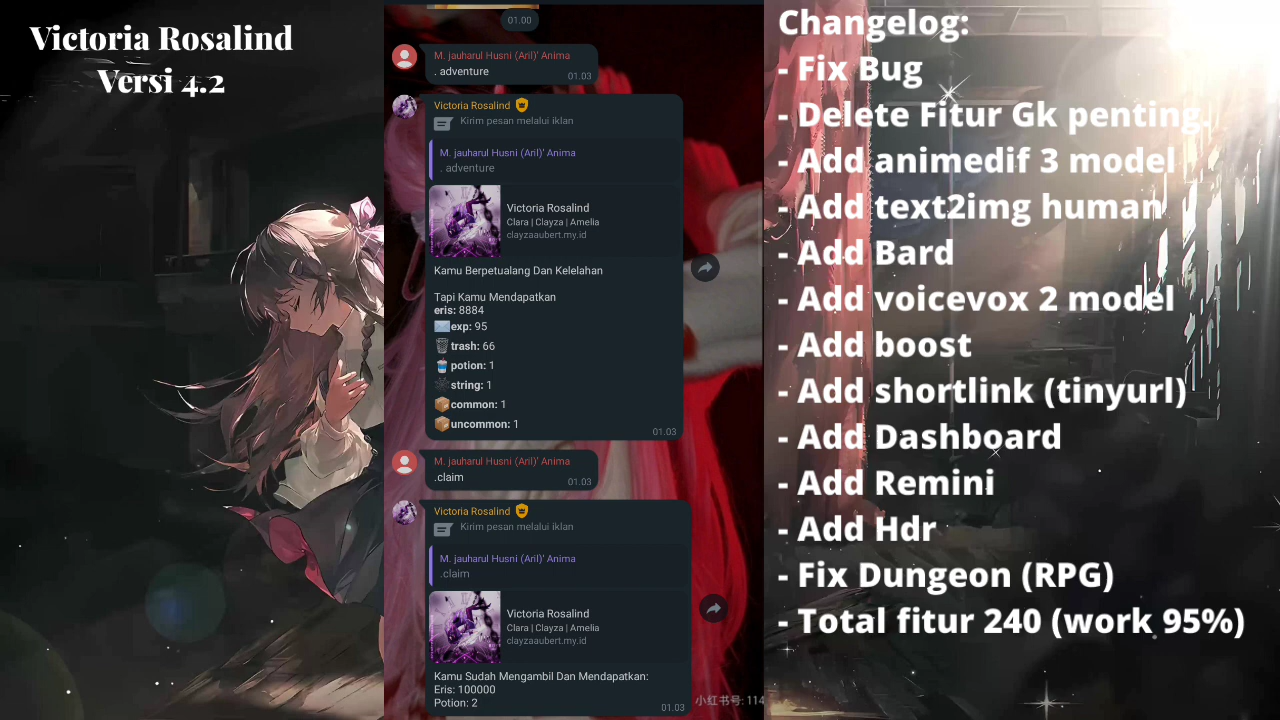 Victoria Rosalind
Versi 4.2
01.00
M. jauharul Husni (Aril)' Anima
. adventure
01.03
Victoria Rosalind
Kirim pesan melalui iklan
M. jauharul Husni (Aril)' Anima
. adventure
Victoria Rosalind
Clara | Clayza | Amelia
clayzaaubert.my.id
Kamu Berpetualang Dan Kelelahan
Tapi Kamu Mendapatkan
eris: 8884
exp: 95
trash: 66
potion: 1
string: 1
common: 1
uncommon: 1
01.03
M. jauharul Husni (Aril)' Anima
.claim
01.03
Victoria Rosalind
Kirim pesan melalui iklan
M. jauharul Husni (Aril)' Anima
.claim
Victoria Rosalind
Clara | Clayza | Amelia
clayzaaubert.my.id
Kamu Sudah Mengambil Dan Mendapatkan:
Eris: 100000
Potion: 2
01.03
小红书号: 114
Changelog:
- Fix Bug
- Delete Fitur Gk penting.
- Add animedif 3 model
- Add text2img human
- Add Bard
- Add voicevox 2 model
- Add boost
- Add shortlink (tinyurl)
- Add Dashboard
- Add Remini
- Add Hdr
- Fix Dungeon (RPG)
- Total fitur 240 (work 95%)